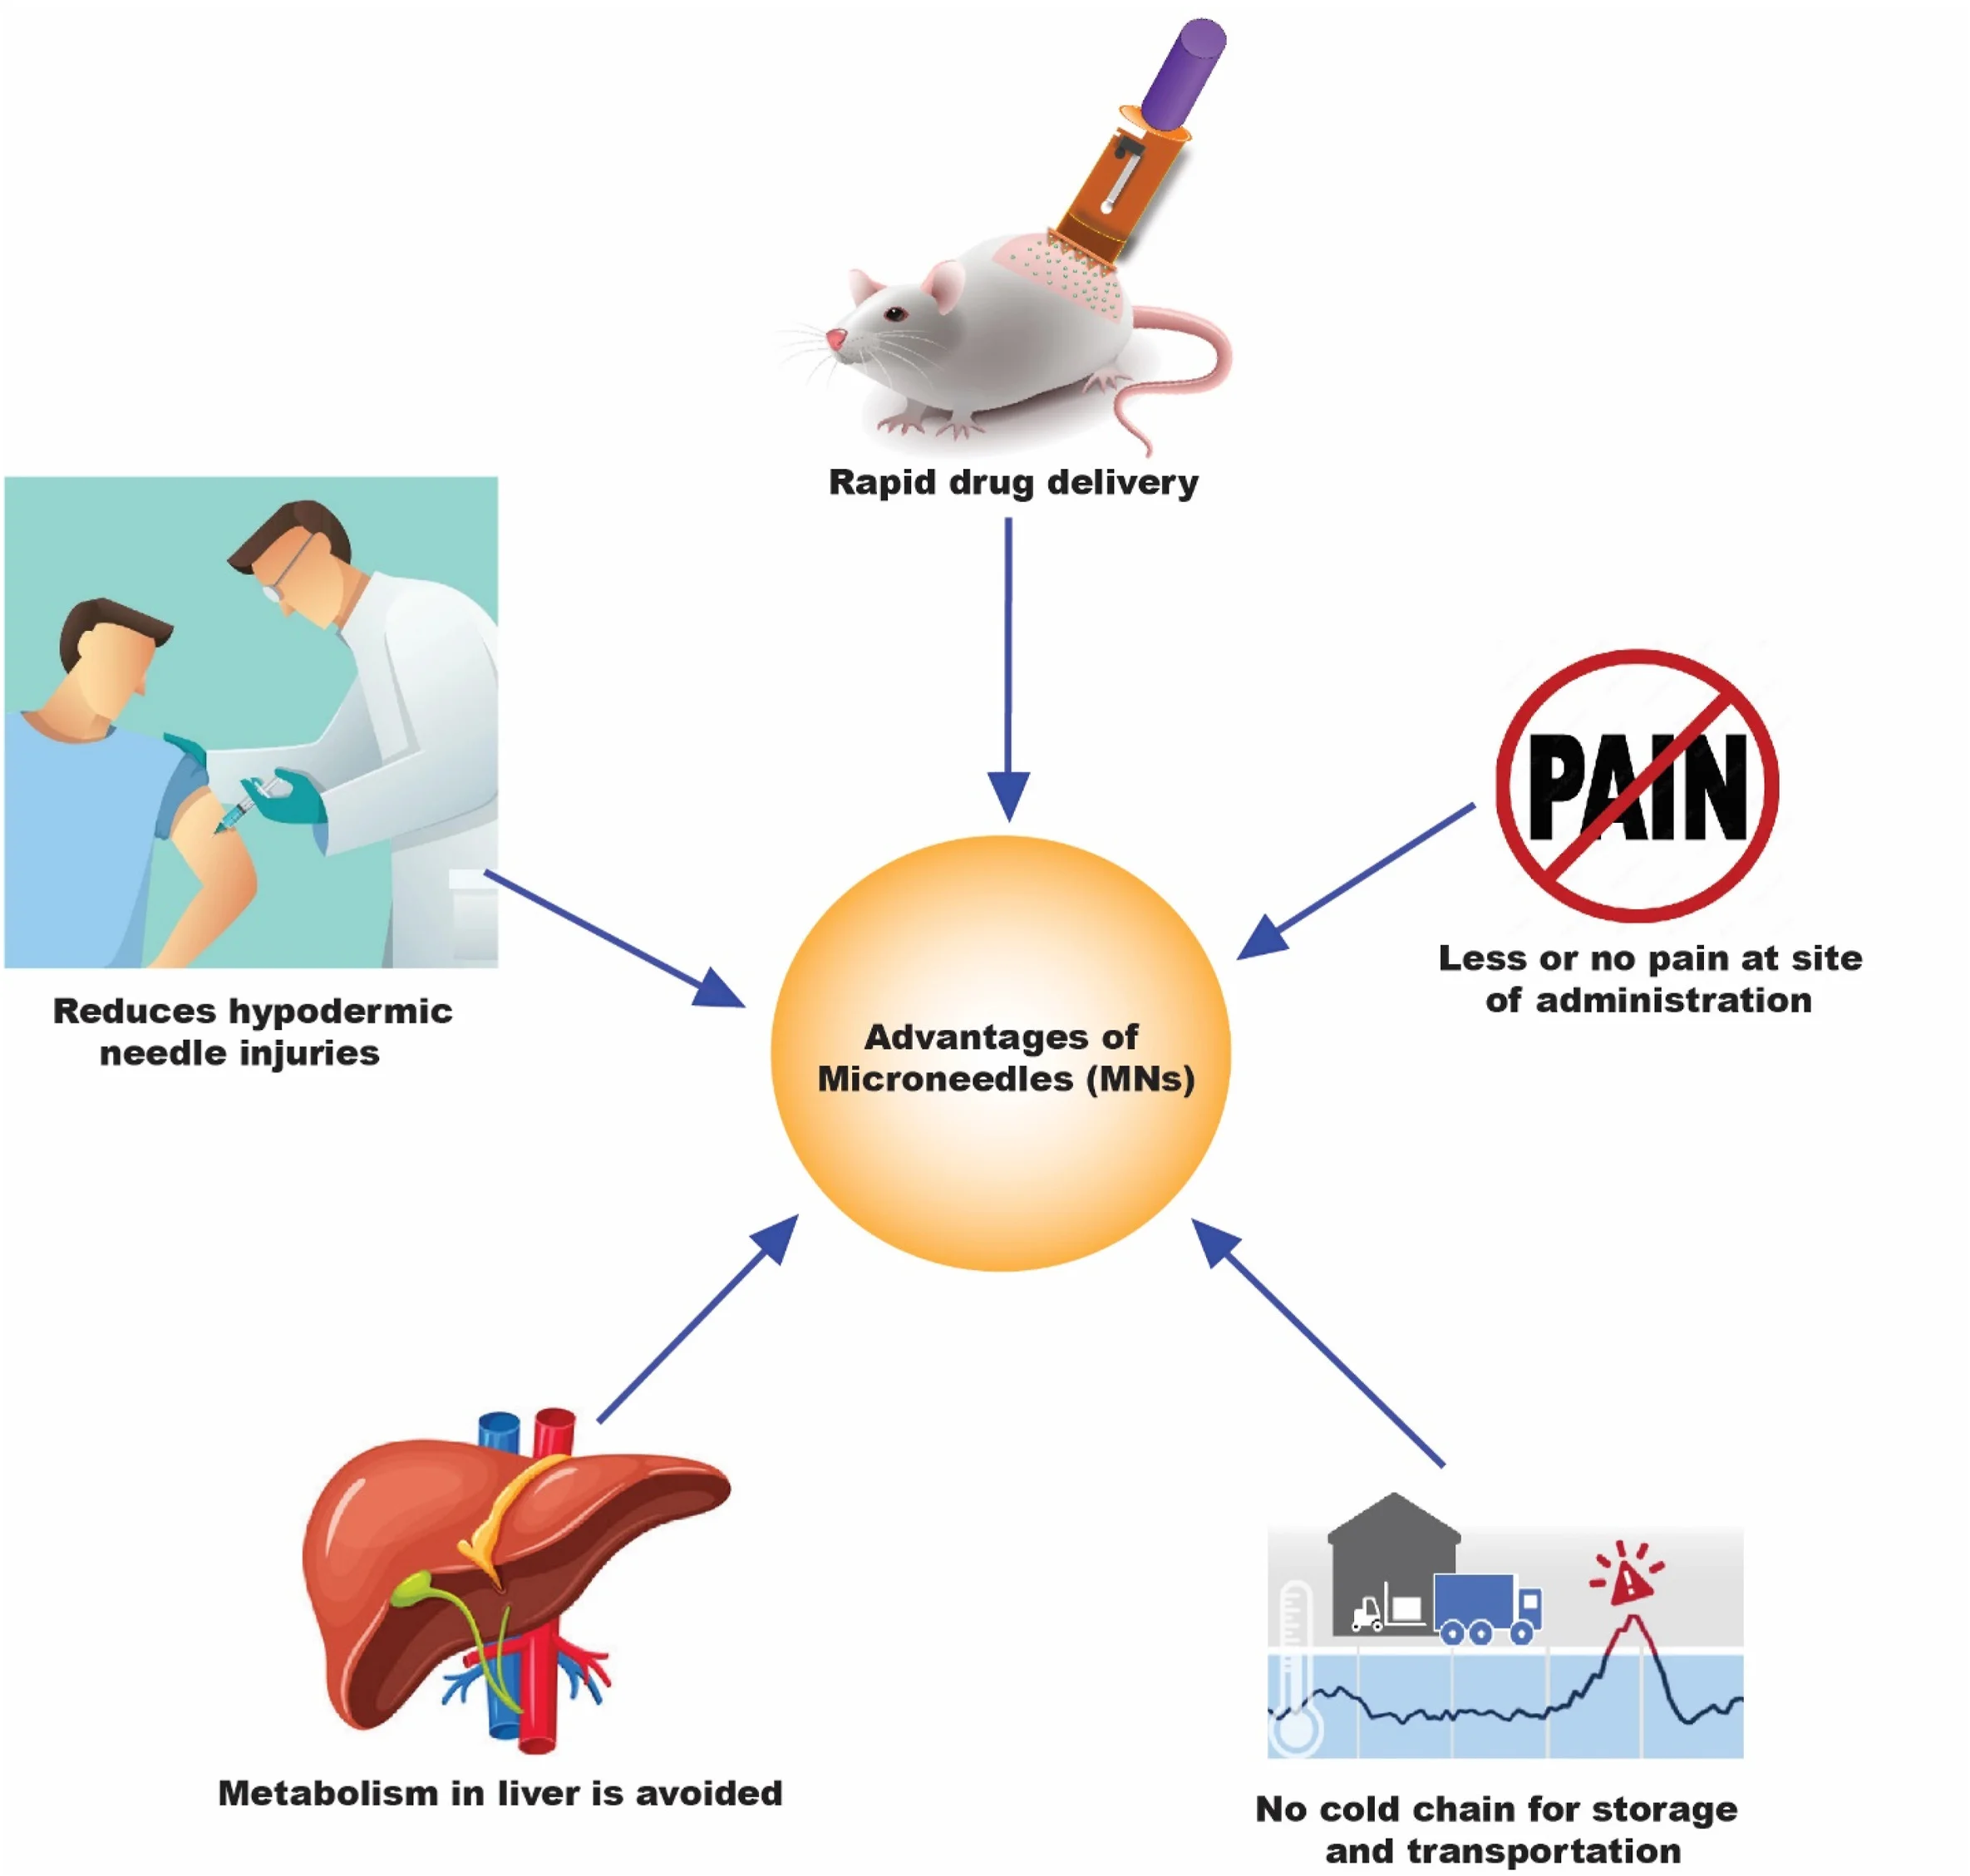 Rapid drug delivery
PAIN
Less or no pain at site
of administration
Reduces hypodermic
needle injuries
Advantages of
Microneedles (MNs)
Metabolism in liver is avoided
No cold chain for storage
and transportation